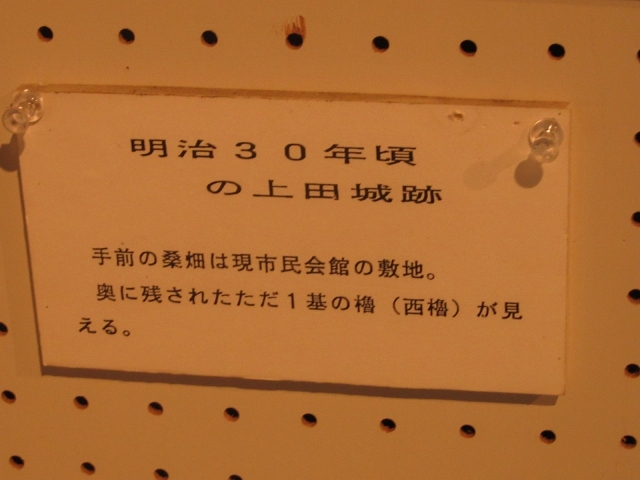 明治３０年頃
の上田城跡
手前の桑畑は現市民会館の敷地。
奥に残されたただ１基の櫓（西櫓）が見
える。